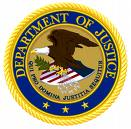 DEPARTMENT OF JUSTICE
QUI PRO DOMINA JUSTITIA SEQUITUR